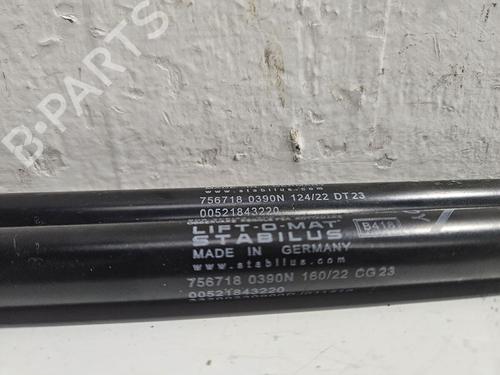 B-PARTS
www.stabilus.com
756718 0390N 124/22 DT23
00521843220
LIFT-O-MAT
STABILUS
B416
MADE IN GERMANY
www.stabilus.com
756718 0390N 160/22 CG23
00521843220